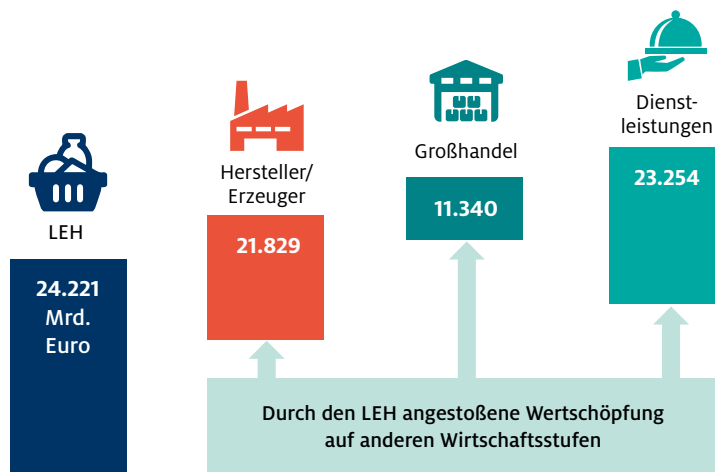 LEH
24.221
Mrd.
Euro
Hersteller/
Erzeuger
21.829
Großhandel
11.340
Dienst-
leistungen
23.254
Durch den LEH angestoßene Wertschöpfung
auf anderen Wirtschaftsstufen